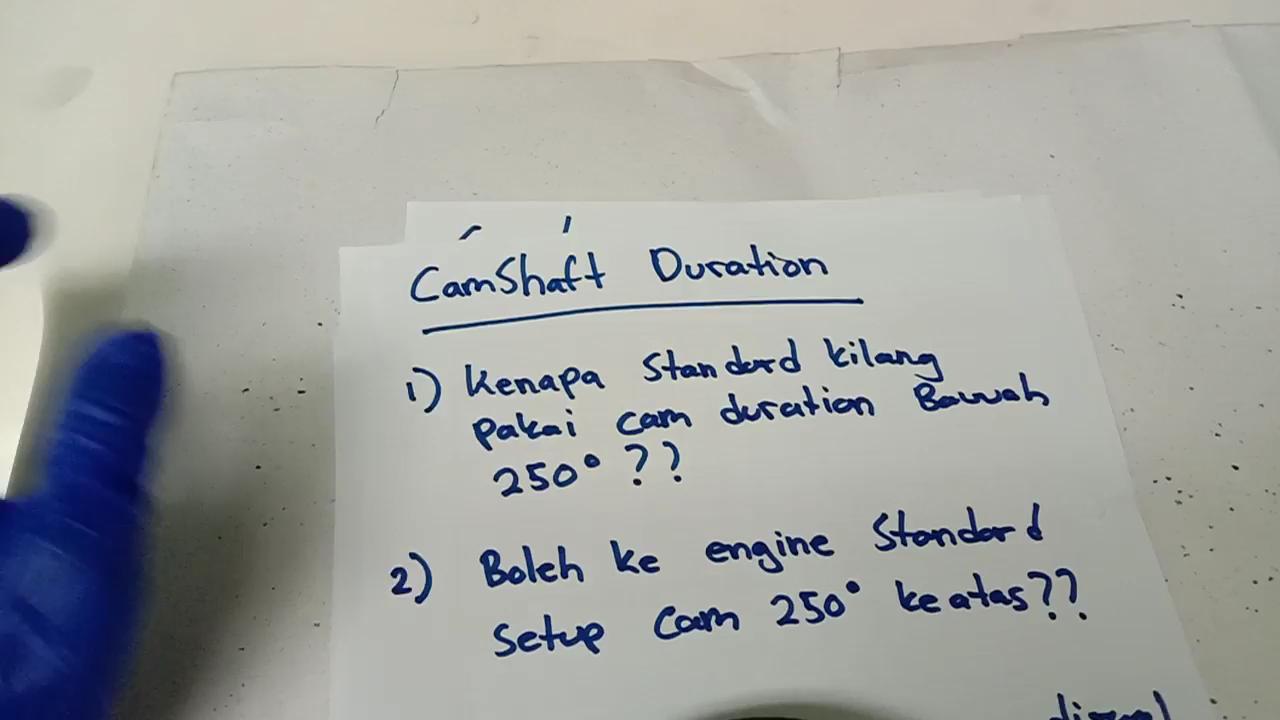 Camshaft Duration
1) Kenapa Standard kilang
pakai cam duration Bawah
250° ??
2) Boleh ke engine Standard
Setup Cam 250° keatas??